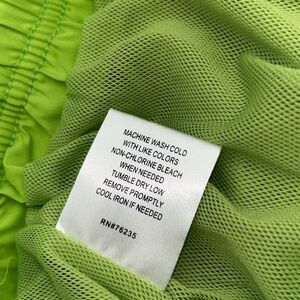 MACHINE WASH COLD
WITH LIKE COLORS
NON-CHLORINE BLEACH
WHEN NEEDED
TUMBLE DRY LOW
REMOVE PROMPTLY
COOL IRON IF NEEDED
RN#76235